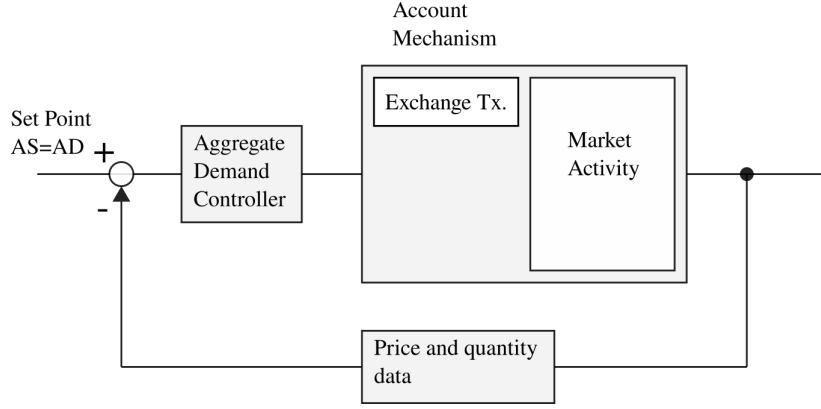 Account
Mechanism
Exchange Tx.
Set Point
AS=AD
+
-
Aggregate
Demand
Controller
Market
Activity
Price and quantity
data